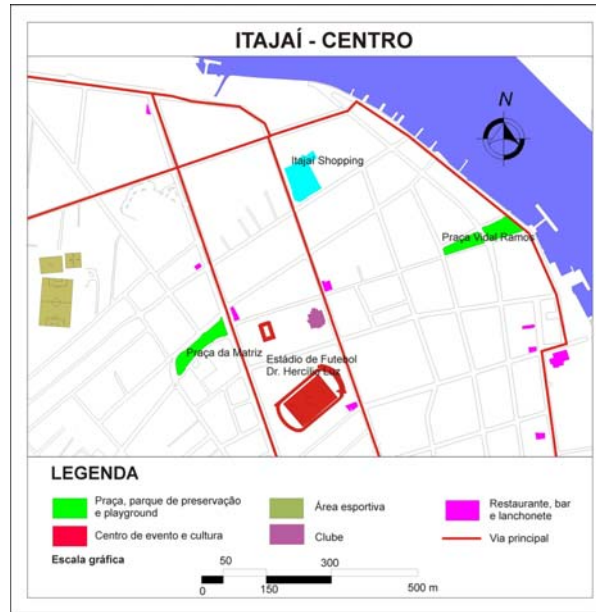 ITAJAÍ - CENTRO
N
Itajaí Shopping
Praça Vidal Ramos
Praça da Matriz
Estádio de Futebol
Dr. Hercílio Luz
LEGENDA
Praça, parque de preservação
e playground
Área esportiva
Restaurante, bar
e lanchonete
Centro de evento e cultura
Clube
Via principal
Escala gráfica
50
300
0
150
500 m